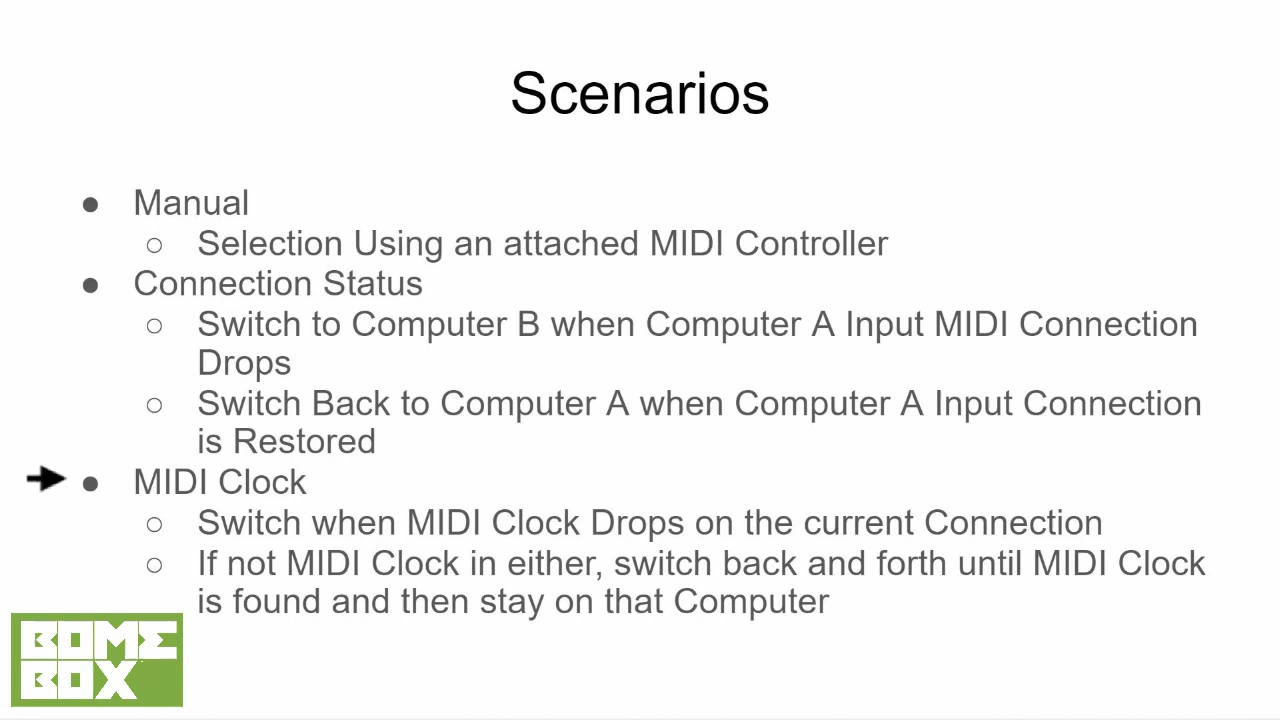 Scenarios
● Manual
○ Selection Using an attached MIDI Controller
● Connection Status
○ Switch to Computer B when Computer A Input MIDI Connection
Drops
○ Switch Back to Computer A when Computer A Input Connection
is Restored
● MIDI Clock
○ Switch when MIDI Clock Drops on the current Connection
○ If not MIDI Clock in either, switch back and forth until MIDI Clock
is found and then stay on that Computer
BOME
BOX